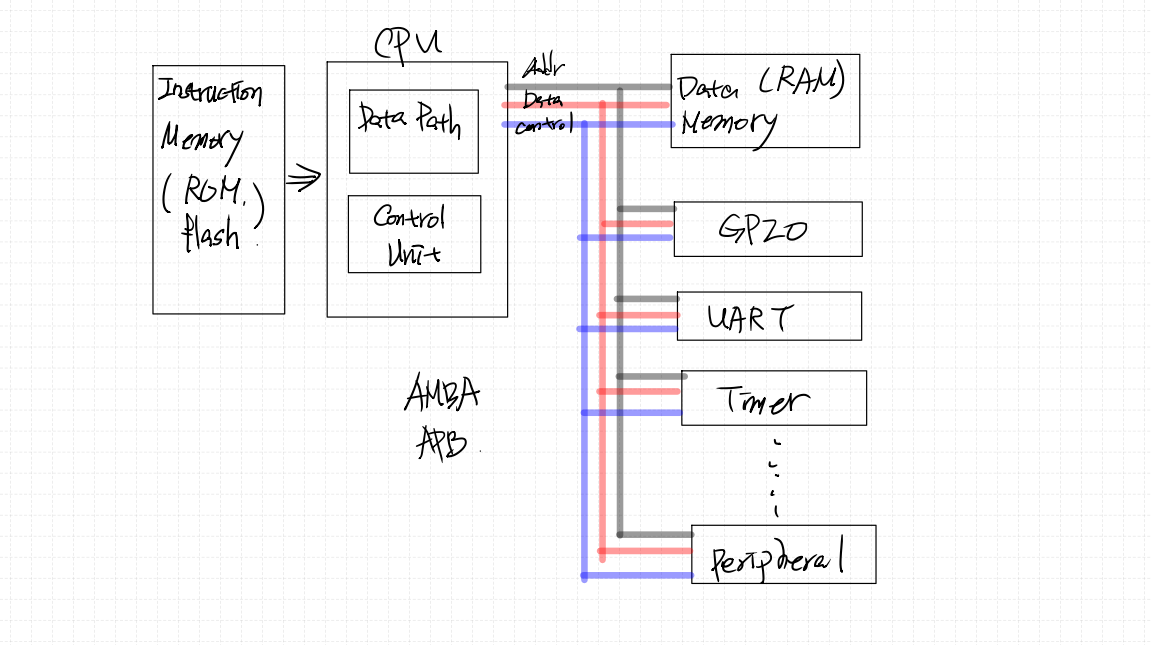 CPU
Instruction
Memory
(ROM,
flash)
Data Path
Control
Unit
Addr
Data
control
Data (RAM)
Memory
GPIO
UART
Timer
Peripheral
AMBA
APB.